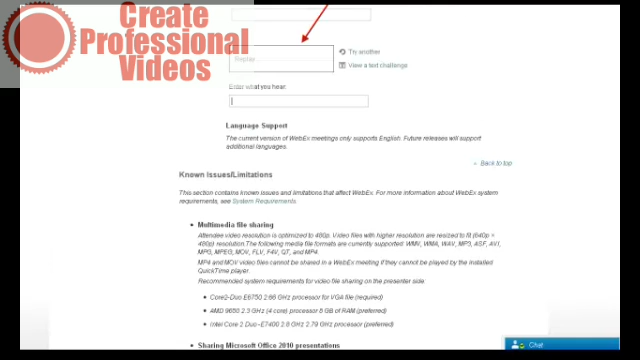 Create
Professional
Videos
Replay
Try another
View a text challenge
Enter what you hear:
Language Support
The current version of WebEx meetings only supports English. Future releases will support
additional languages.
Back to top
Known Issues/Limitations
This section contains known issues and limitations that affect WebEx. For more information about WebEx system
requirements, see System Requirements.
Multimedia file sharing
Attendee video resolution is optimized to 480p. Video files with higher resolution are resized to fit (640p ×
480p) resolution.The following media file formats are currently supported: WMV, WMA, WAV, MP3, ASF, AVI,
MPG, MPEG, MOV, FLV, F4V, QT, and MP4.
MP4 and MOV video files cannot be shared in a WebEx meeting if they cannot be played by the installed
QuickTime player.
Recommended system requirements for video file sharing on the presenter side
Core2-Duo E6750 2.66 GHz processor for VGA file (required)
AMD 9650 2.3 GHz (4 core) processor 8 GB of RAM (preferred)
Intel Core 2 Duo E7400 2.8 GHz 2.79 GHz processor (preferred)
Sharing Microsoft Office 2010 presentations
Chat